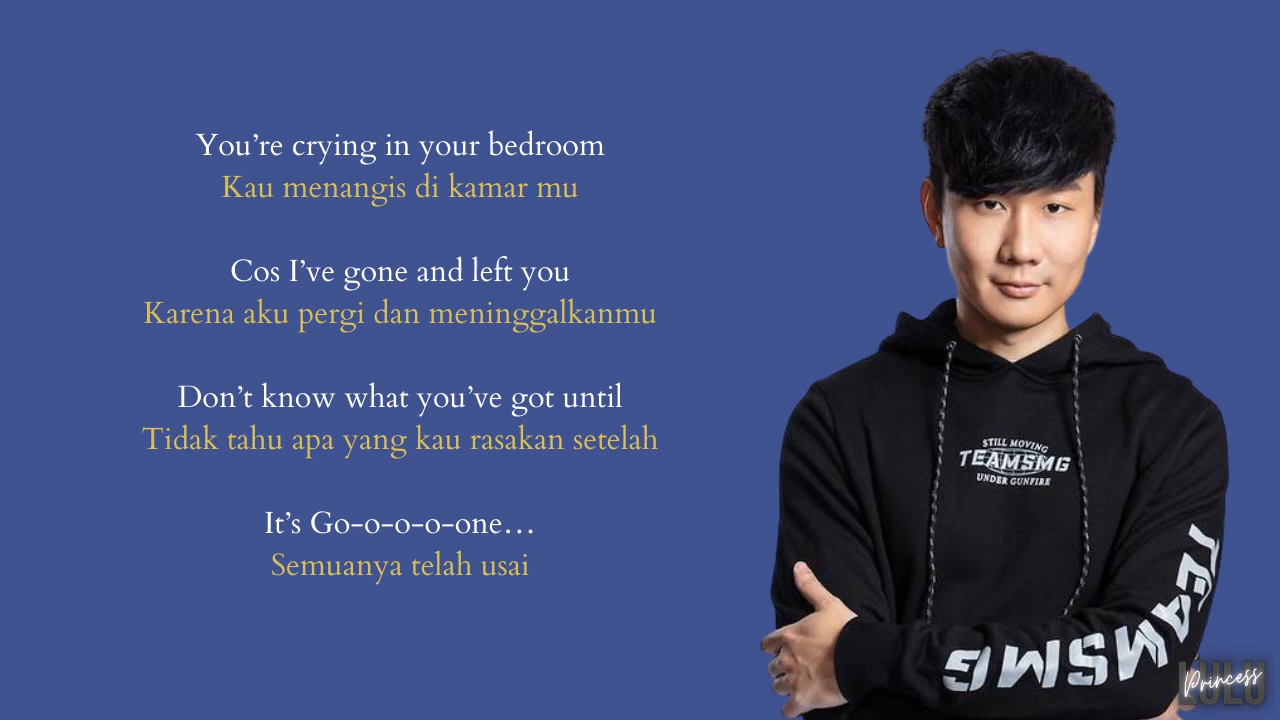 You’re crying in your bedroom
Kau menangis di kamar mu
Cos I’ve gone and left you
Karena aku pergi dan meninggalkanmu
Don’t know what you’ve got until
Tidak tahu apa yang kau rasakan setelah
It’s Go-o-o-o-one…
Semuanya telah usai
STILL MOVING
TEAMSMG
UNDER GUNFIRE
TEAMSMG
LULU
Princess